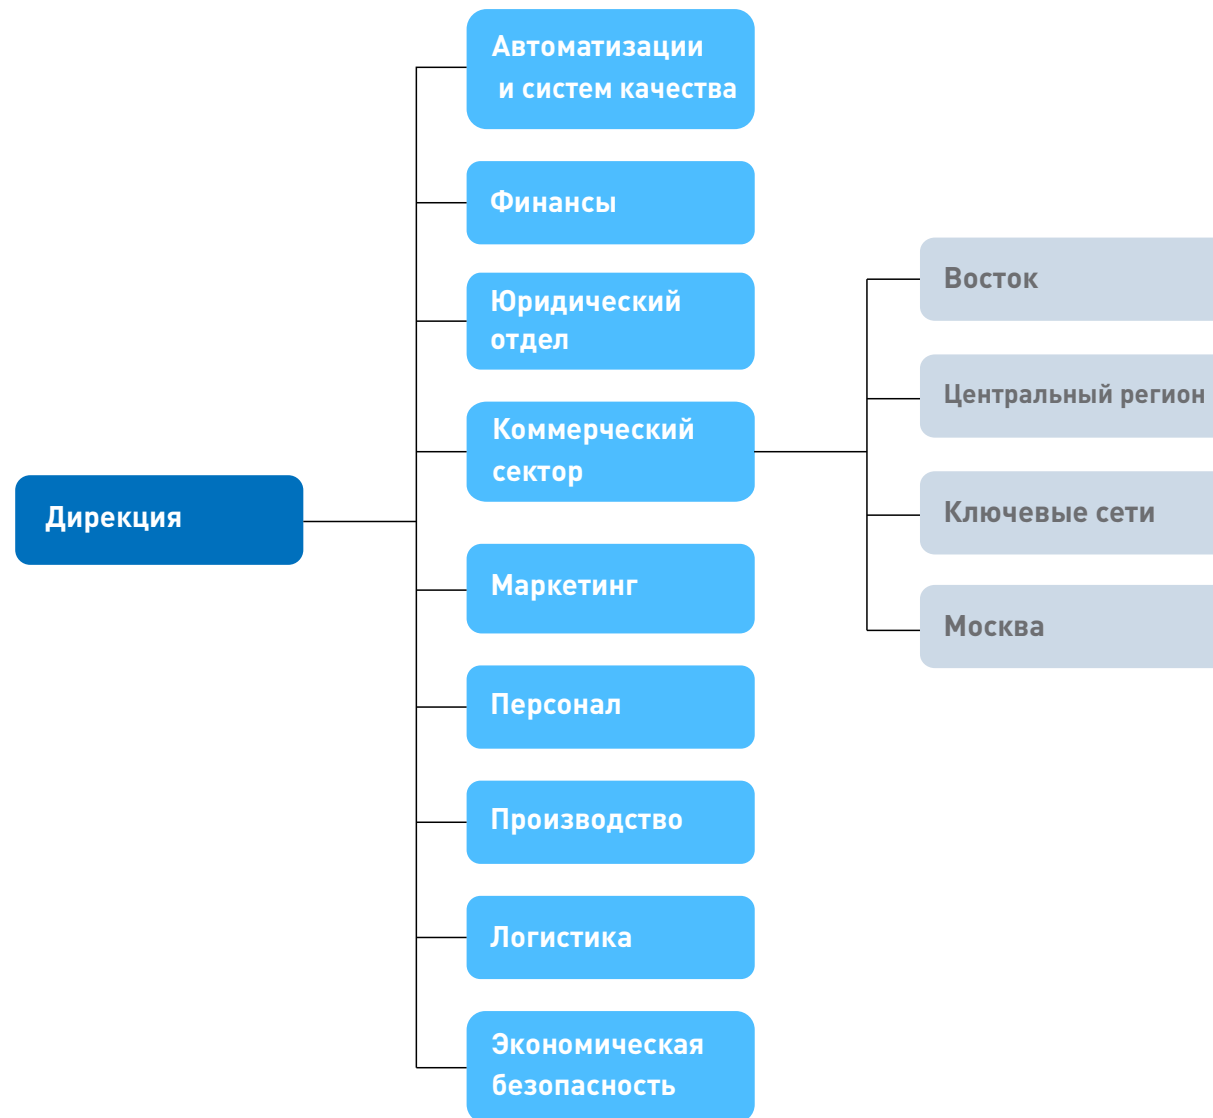 Дирекция
Автоматизации
и систем качества
Финансы
Юридический
отдел
Коммерческий
сектор
Маркетинг
Персонал
Производство
Логистика
Экономическая
безопасность
Восток
Центральный регион
Ключевые сети
Москва